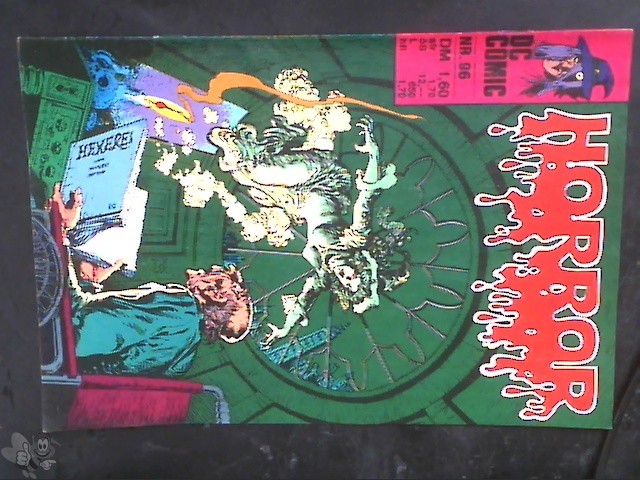 DC
COMIC
NR. 96
DM 1,60
HORROR
HEXEREI